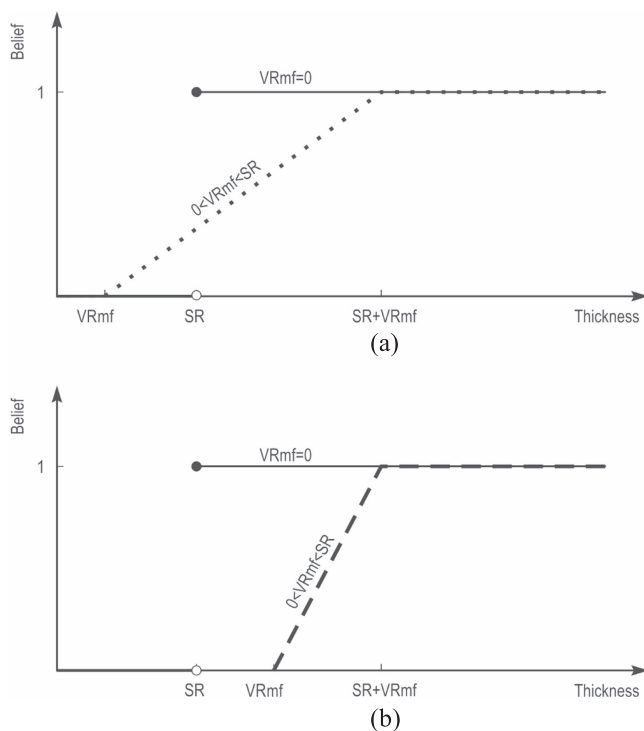 Belief
VRmf=0
1
0<VRmf<SR
VRmf SR SR+VRmf Thickness
(a)
Belief
VRmf=0
1
0<VRmf<SR
SR VRmf SR+VRmf Thickness
(b)